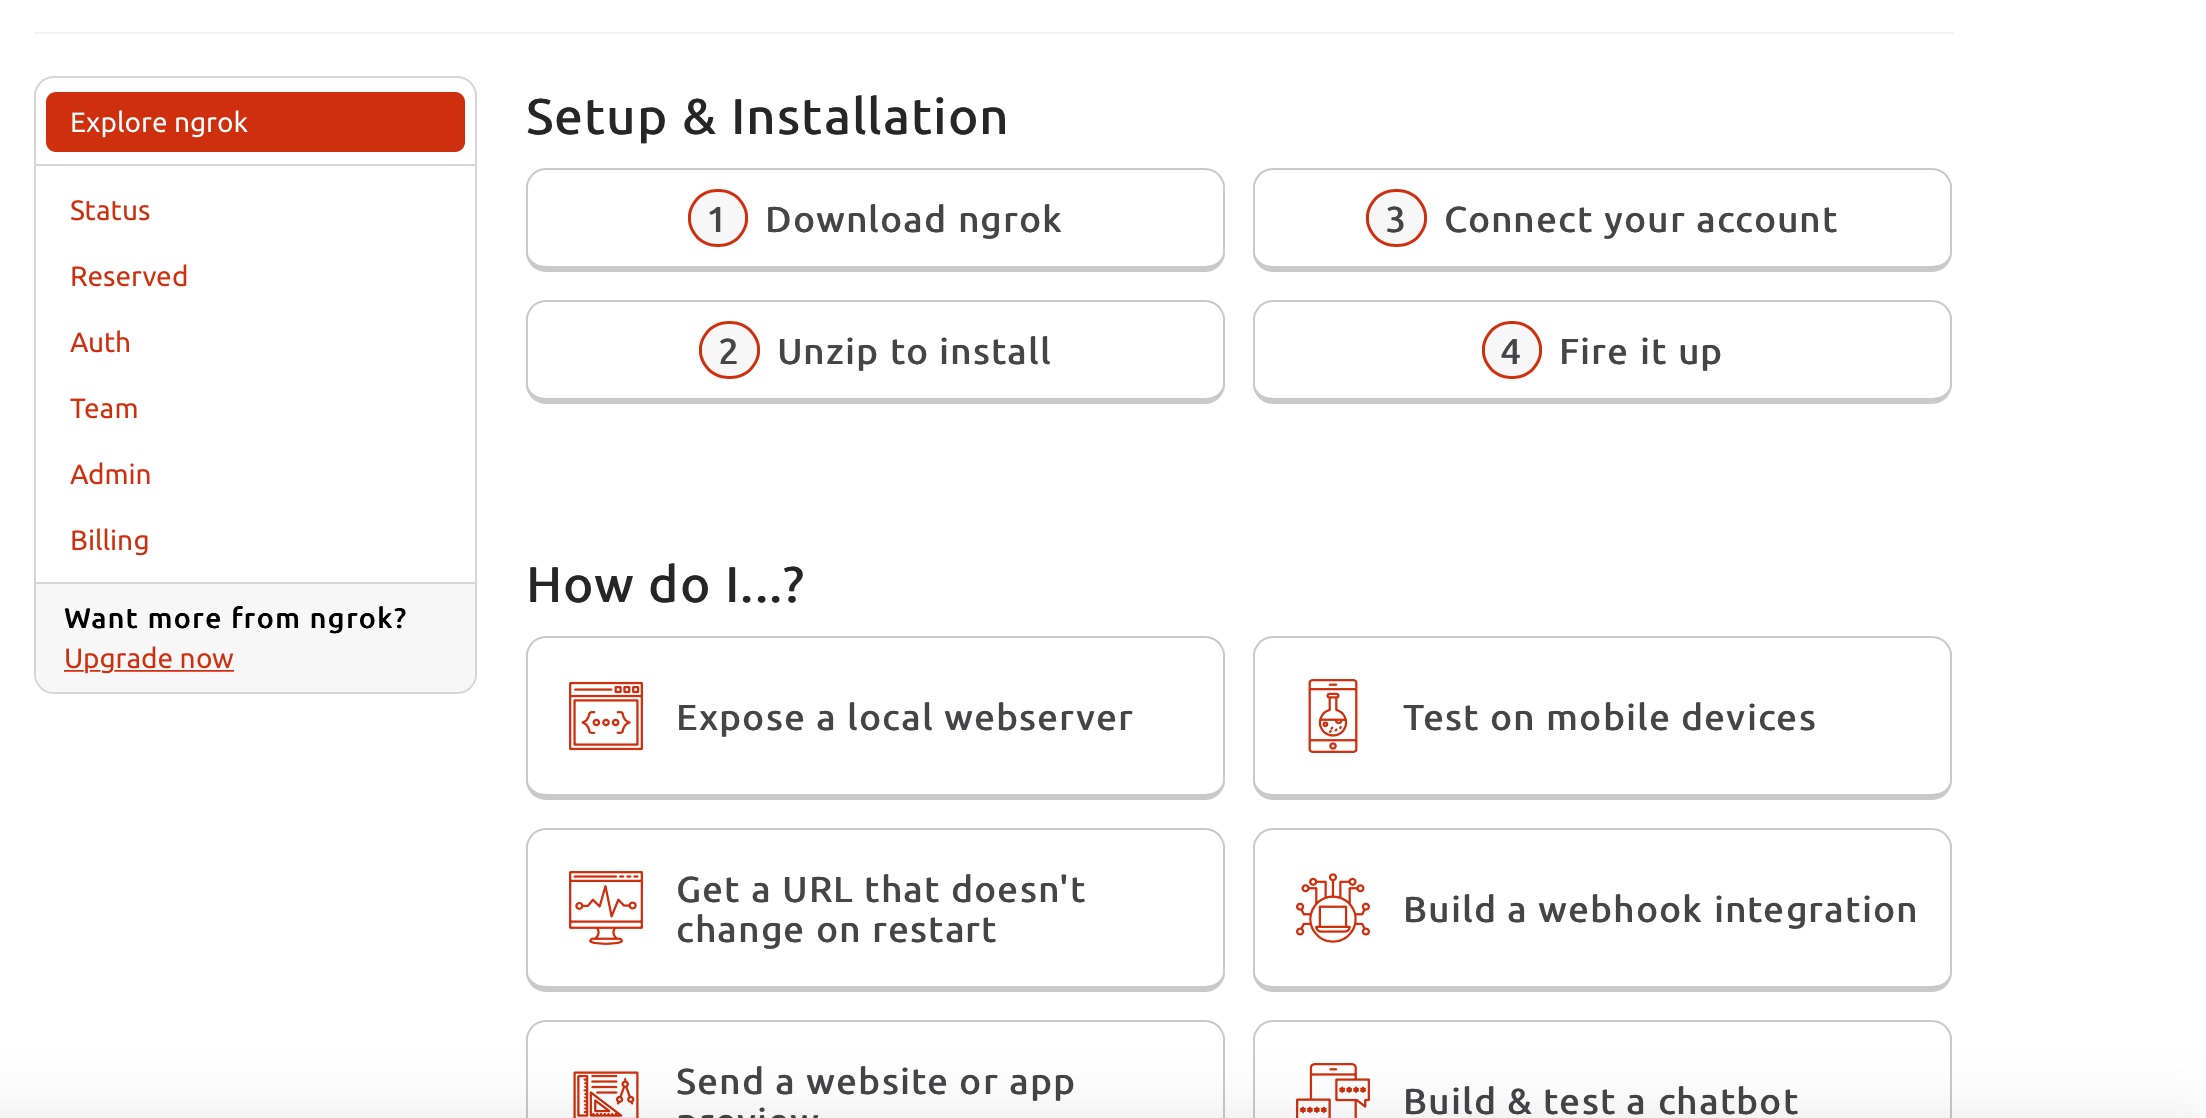 Explore ngrok
Status
Reserved
Auth
Team
Admin
Billing
Want more from ngrok?
Upgrade now
Setup & Installation
1 Download ngrok
3 Connect your account
2 Unzip to install
4 Fire it up
How do I...?
Expose a local webserver
Test on mobile devices
Get a URL that doesn't
change on restart
Build a webhook integration
Send a website or app
preview
Build & test a chatbot